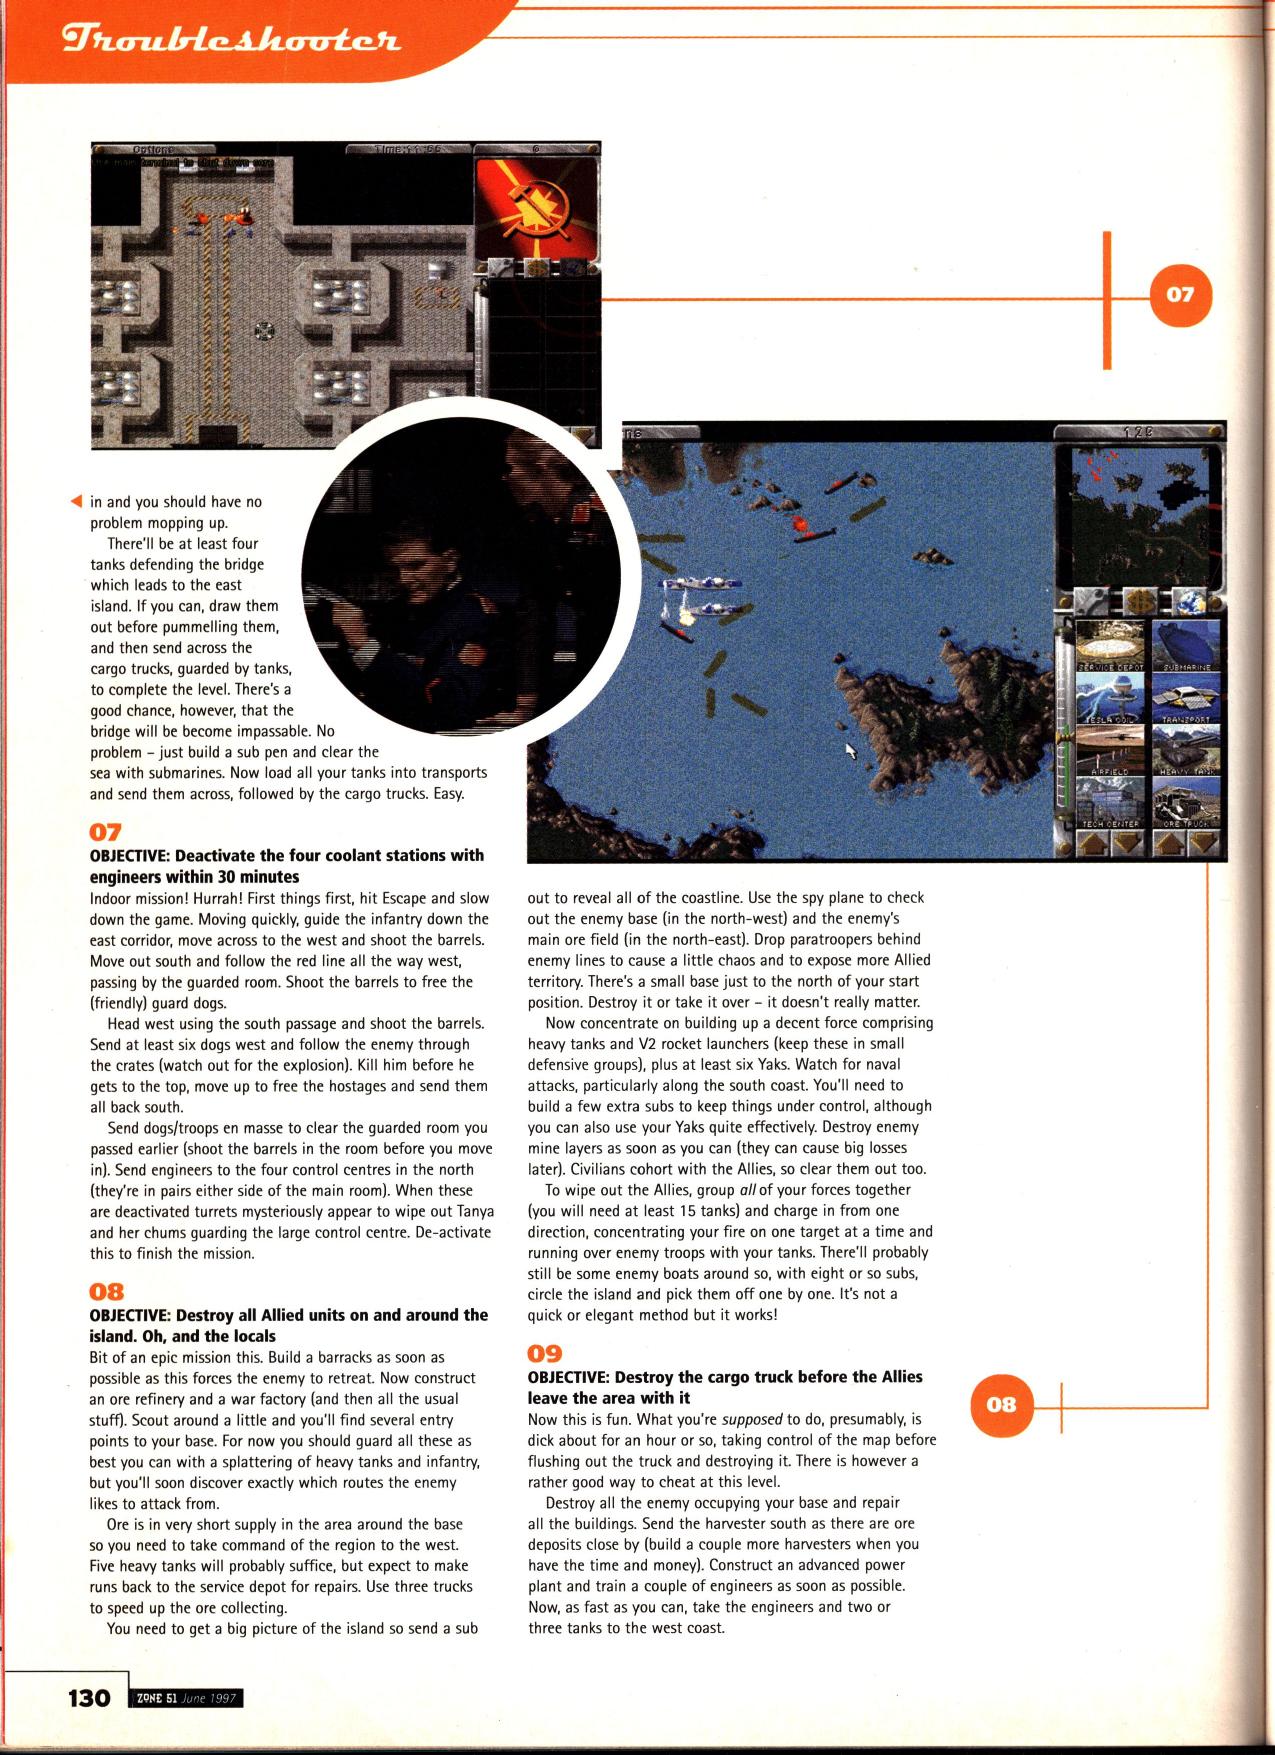 Troubleshooter
Options
Time:11:56
6
07
128
SERVICE DEPOT
SUBMARINE
TESLA COIL
TRANSPORT
AIRFIELD
HEAVY TANK
TECH CENTER
ORE TRUCK
in and you should have no
problem mopping up.
There'll be at least four
tanks defending the bridge
which leads to the east
island. If you can, draw them
out before pummelling them,
and then send across the
cargo trucks, guarded by tanks,
to complete the level. There's a
good chance, however, that the
bridge will be become impassable. No
problem – just build a sub pen and clear the
sea with submarines. Now load all your tanks into transports
and send them across, followed by the cargo trucks. Easy.
07
OBJECTIVE: Deactivate the four coolant stations with
engineers within 30 minutes
Indoor mission! Hurrah! First things first, hit Escape and slow
down the game. Moving quickly, guide the infantry down the
east corridor, move across to the west and shoot the barrels.
Move out south and follow the red line all the way west,
passing by the guarded room. Shoot the barrels to free the
(friendly) guard dogs.
Head west using the south passage and shoot the barrels.
Send at least six dogs west and follow the enemy through
the crates (watch out for the explosion). Kill him before he
gets to the top, move up to free the hostages and send them
all back south.
Send dogs/troops en masse to clear the guarded room you
passed earlier (shoot the barrels in the room before you move
in). Send engineers to the four control centres in the north
(they're in pairs either side of the main room). When these
are deactivated turrets mysteriously appear to wipe out Tanya
and her chums guarding the large control centre. De-activate
this to finish the mission.
08
OBJECTIVE: Destroy all Allied units on and around the
island. Oh, and the locals
Bit of an epic mission this. Build a barracks as soon as
possible as this forces the enemy to retreat. Now construct
an ore refinery and a war factory (and then all the usual
stuff). Scout around a little and you'll find several entry
points to your base. For now you should guard all these as
best you can with a splattering of heavy tanks and infantry,
but you'll soon discover exactly which routes the enemy
likes to attack from.
Ore is in very short supply in the area around the base
so you need to take command of the region to the west.
Five heavy tanks will probably suffice, but expect to make
runs back to the service depot for repairs. Use three trucks
to speed up the ore collecting.
You need to get a big picture of the island so send a sub
out to reveal all of the coastline. Use the spy plane to check
out the enemy base (in the north-west) and the enemy's
main ore field (in the north-east). Drop paratroopers behind
enemy lines to cause a little chaos and to expose more Allied
territory. There's a small base just to the north of your start
position. Destroy it or take it over – it doesn't really matter.
Now concentrate on building up a decent force comprising
heavy tanks and V2 rocket launchers (keep these in small
defensive groups), plus at least six Yaks. Watch for naval
attacks, particularly along the south coast. You'll need to
build a few extra subs to keep things under control, although
you can also use your Yaks quite effectively. Destroy enemy
mine layers as soon as you can (they can cause big losses
later). Civilians cohort with the Allies, so clear them out too.
To wipe out the Allies, group all of your forces together
(you will need at least 15 tanks) and charge in from one
direction, concentrating your fire on one target at a time and
running over enemy troops with your tanks. There'll probably
still be some enemy boats around so, with eight or so subs,
circle the island and pick them off one by one. It's not a
quick or elegant method but it works!
09
OBJECTIVE: Destroy the cargo truck before the Allies
leave the area with it
Now this is fun. What you're supposed to do, presumably, is
dick about for an hour or so, taking control of the map before
flushing out the truck and destroying it. There is however a
rather good way to cheat at this level.
Destroy all the enemy occupying your base and repair
all the buildings. Send the harvester south as there are ore
deposits close by (build a couple more harvesters when you
have the time and money). Construct an advanced power
plant and train a couple of engineers as soon as possible.
Now, as fast as you can, take the engineers and two or
three tanks to the west coast.
08
130
ZONE 51 June 1997